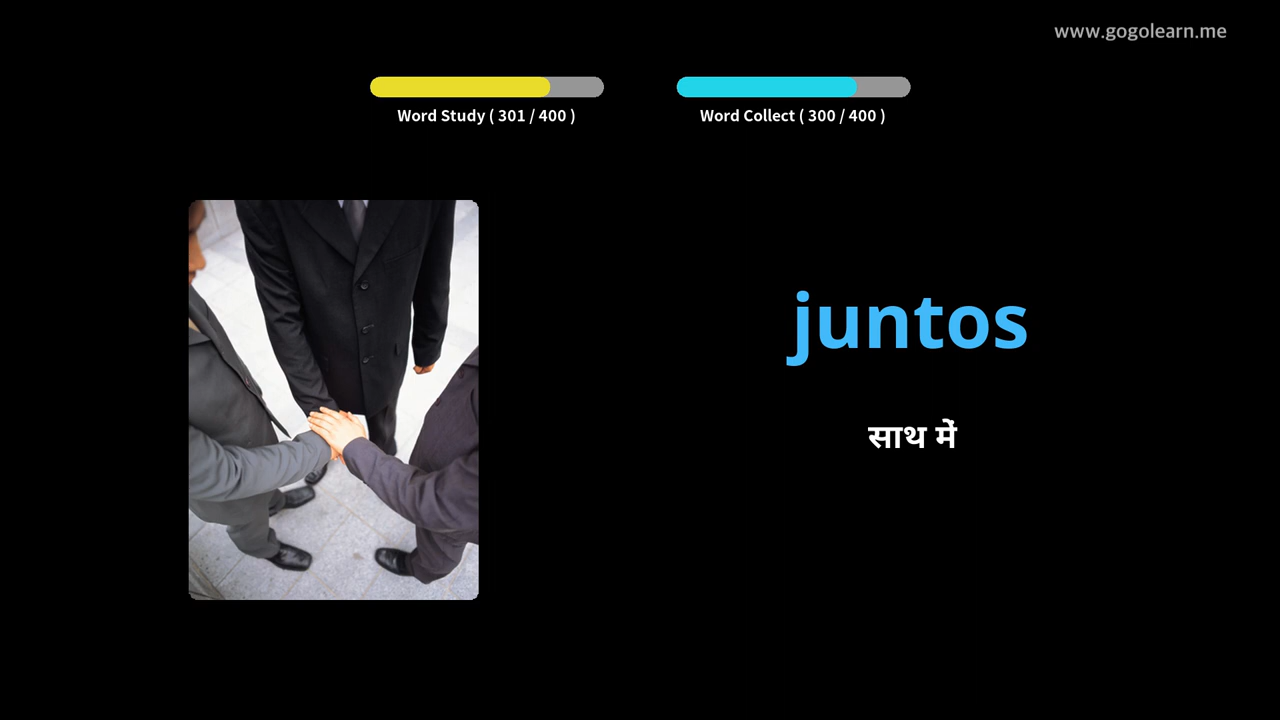 www.gogolearn.me
Word Study ( 301 / 400 )
Word Collect ( 300 / 400 )
juntos
साथ में